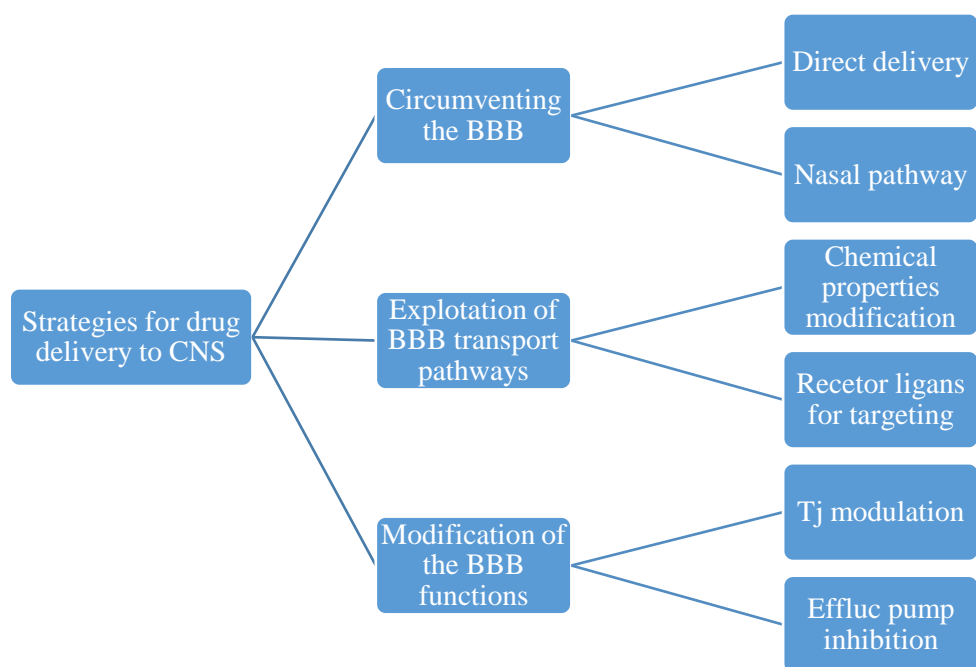 Strategies for drug
delivery to CNS
Circumventing
the BBB
Direct delivery
Nasal pathway
Explotation of
BBB transport
pathways
Chemical
properties
modification
Recetor ligans
for targeting
Modification of
the BBB
functions
Tj modulation
Effluc pump
inhibition